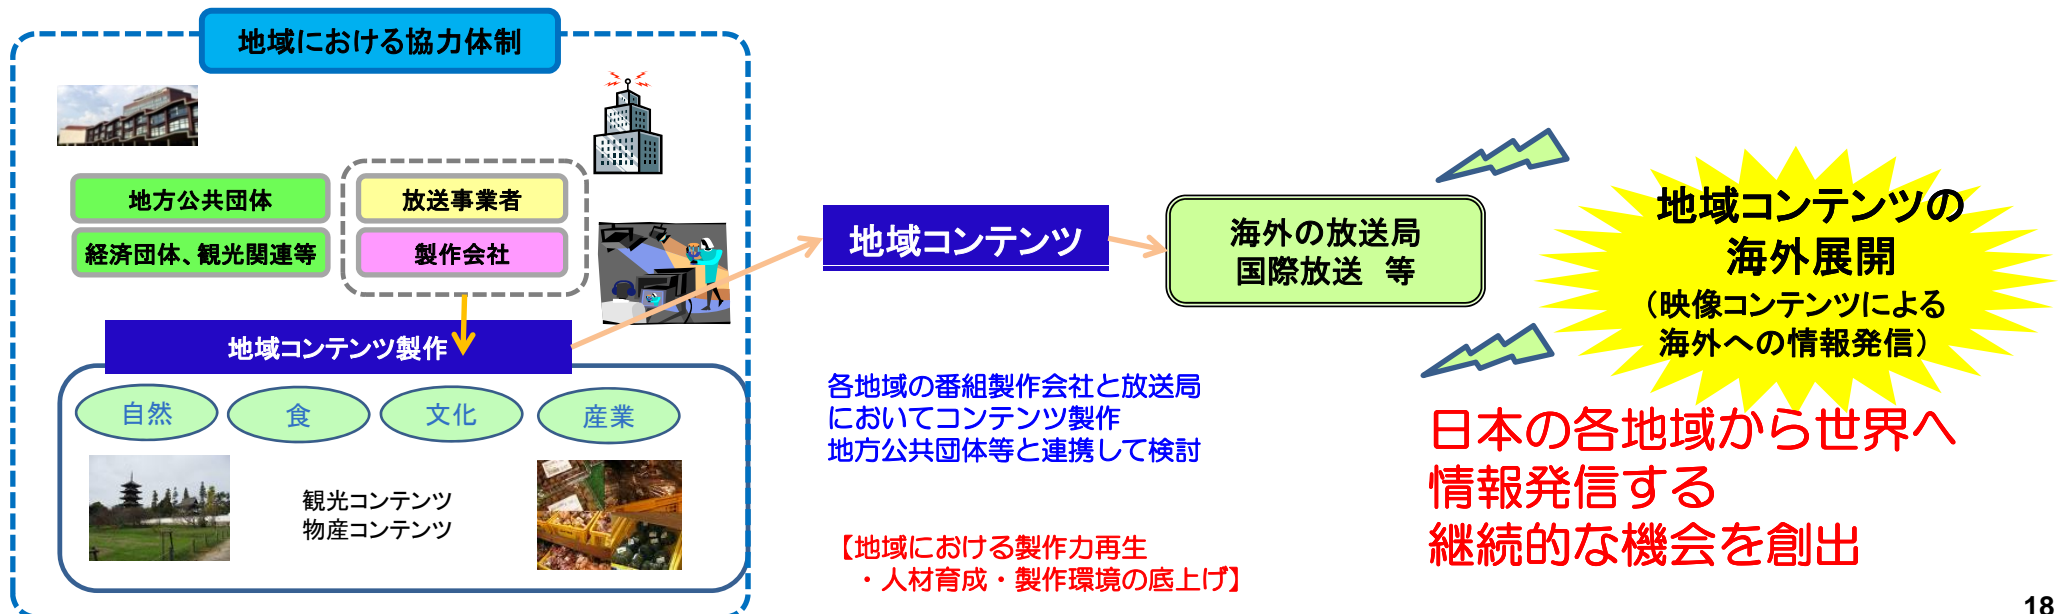 地域における協力体制
地方公共団体
放送事業者
経済団体、観光関連等
製作会社
地域コンテンツ製作
自然
食
文化
産業
観光コンテンツ
物産コンテンツ
地域コンテンツ
海外の放送局
国際放送　等
各地域の番組製作会社と放送局
においてコンテンツ製作
地方公共団体等と連携して検討
【地域における製作力再生
・人材育成・製作環境の底上げ】
地域コンテンツの
海外展開
（映像コンテンツによる
海外への情報発信）
日本の各地域から世界へ
情報発信する
継続的な機会を創出
18